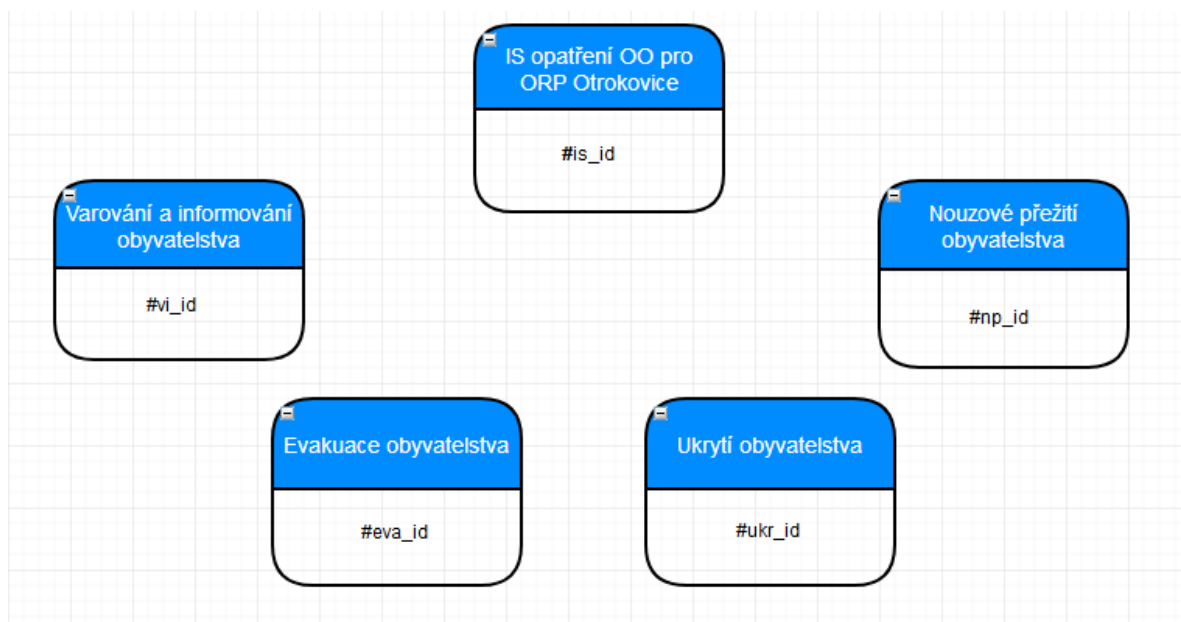 IS opatření OO pro
ORP Otrokovice
#is_id
Varování a informování
obyvatelstva
#vi_id
Nouzové přežití
obyvatelstva
#np_id
Evakuace obyvatelstva
#eva_id
Ukrytí obyvatelstva
#ukr_id